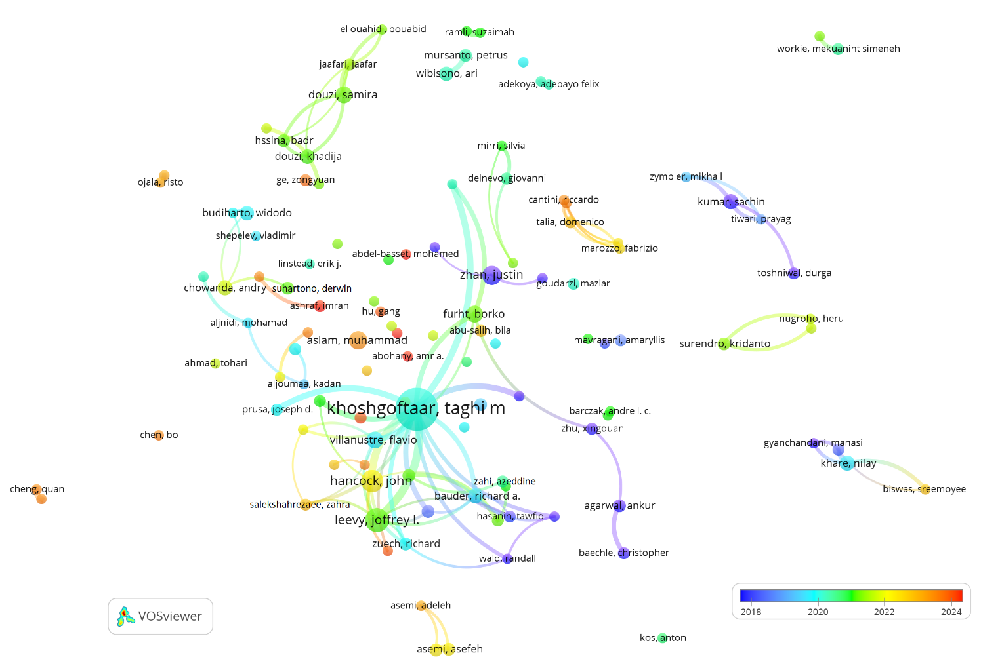 el ouahidi, bouabid
ramli, suzaimah
workie, mekuanint simeneh
mursanto, petrus
jaafari, jaafar
wibisono, ari
adekoya, adebayo felix
douzi, samira
hssina, badr
mirri, silvia
douzi, khadija
zymbler, mikhail
delnevo, giovanni
ge, zongyuan
ojala, risto
cantini, riccardo
kumar, sachin
budiharto, widodo
tiwari, prayag
talia, domenico
shepelev, vladimir
marozzo, fabrizio
abdel-basset, mohamed
linstead, erik j.
toshniwal, durga
zhan, justin
goudarzi, maziar
chowanda, andry
suhartono, derwin
ashraf, imran
hu, gang
furht, borko
nugroho, heru
aljnidi, mohamad
abu-salih, bilal
aslam, muhammad
mavragani, amaryllis
surendro, kridanto
abohany, amr a.
ahmad, tohari
aljoumaa, kadan
khoshgoftaar, taghi m
prusa, joseph d.
barczak, andre l. c.
zhu, xingquan
chen, bo
villanustre, flavio
gyanchandani, manasi
khare, nilay
hancock, john
zahi, azeddine
cheng, quan
biswas, sreemoyee
bauder, richard a.
salekshahrezaee, zahra
agarwal, ankur
hasanin, tawfiq
leevy, joffrey l.
zuech, richard
baechle, christopher
wald, randall
asemi, adeleh
kos, anton
asemi, asefeh
VOSviewer
2018 2020 2022 2024